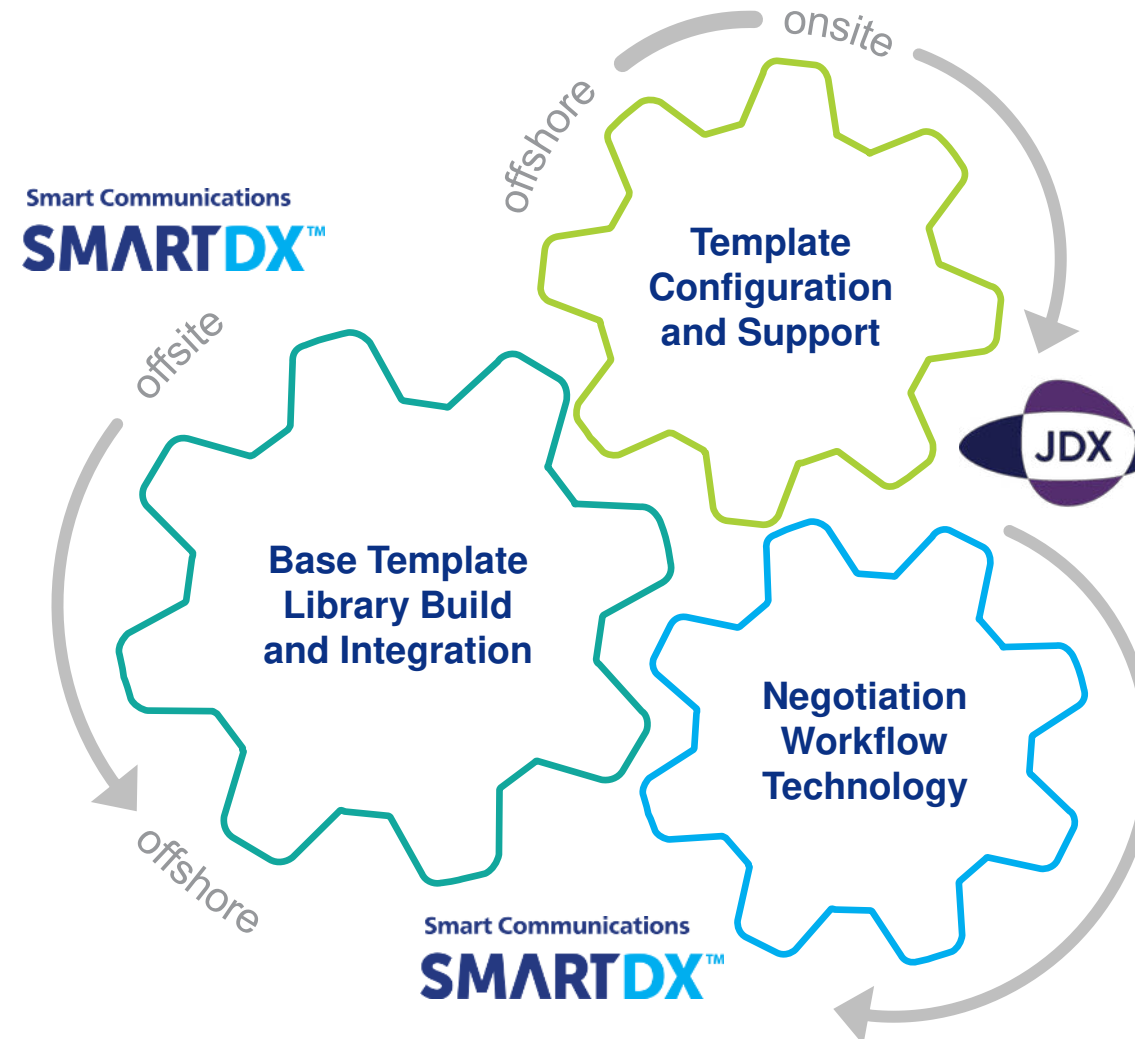 onsite
offshore
Smart Communications
SMARTDX™
Template
Configuration
and Support
offsite
JDX
Base Template
Library Build
and Integration
Negotiation
Workflow
Technology
offshore
Smart Communications
SMARTDX™